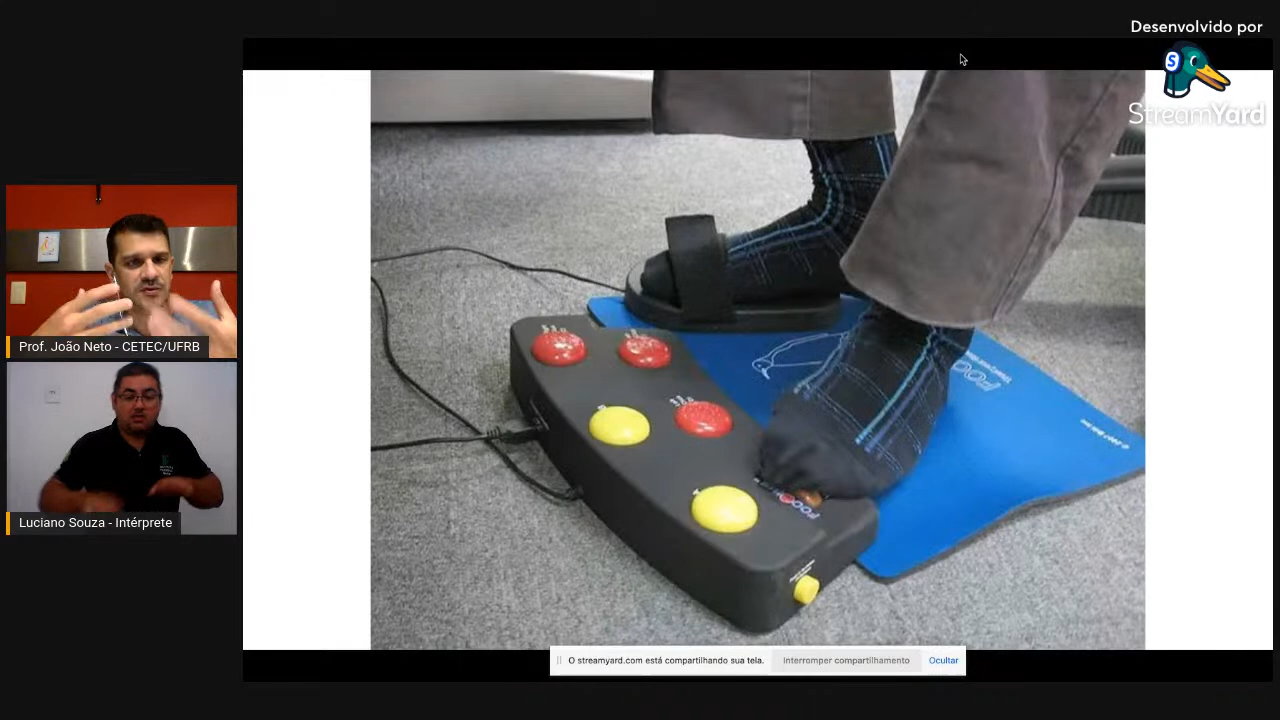 Desenvolvido por
StreamYard
Prof. João Neto - CETEC/UFRB
Luciano Souza - Intérprete
O streamyard.com está compartilhando sua tela.
Interromper compartilhamento
Ocultar